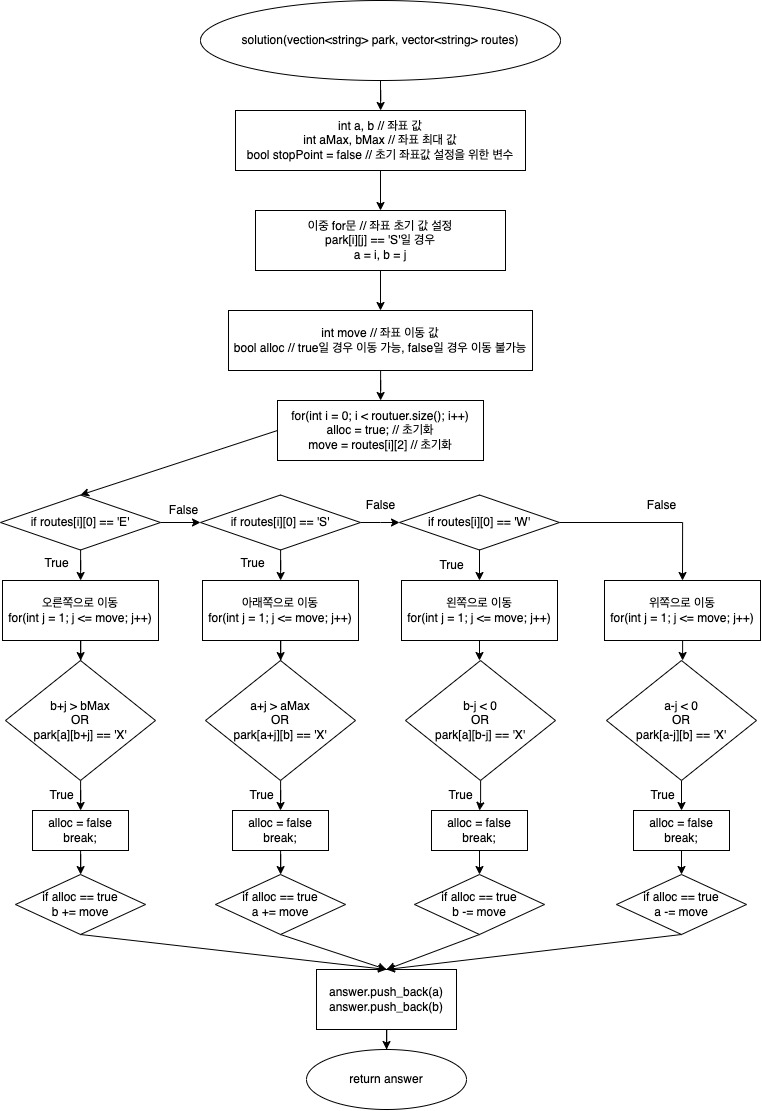 solution(vection<string> park, vector<string> routes)
int a, b // 좌표 값
int aMax, bMax // 좌표 최대 값
bool stopPoint = false // 초기 좌표값 설정을 위한 변수
이중 for문 // 좌표 초기 값 설정
park[i][j] == 'S'일 경우
a = i, b = j
int move // 좌표 이동 값
bool alloc // true일 경우 이동 가능, false일 경우 이동 불가능
for(int i = 0; i < routuer.size(); i++)
alloc = true; // 초기화
move = routes[i][2] // 초기화
if routes[i][0] == 'E'
False
if routes[i][0] == 'S'
False
if routes[i][0] == 'W'
False
True
True
True
오른쪽으로 이동
for(int j = 1; j <= move; j++)
아래쪽으로 이동
for(int j = 1; j <= move; j++)
왼쪽으로 이동
for(int j = 1; j <= move; j++)
위쪽으로 이동
for(int j = 1; j <= move; j++)
b+j > bMax
OR
park[a][b+j] == 'X'
a+j > aMax
OR
park[a+j][b] == 'X'
b-j < 0
OR
park[a][b-j] == 'X'
a-j < 0
OR
park[a-j][b] == 'X'
True
True
True
True
alloc = false
break;
alloc = false
break;
alloc = false
break;
alloc = false
break;
if alloc == true
b += move
if alloc == true
a += move
if alloc == true
b -= move
if alloc == true
a -= move
answer.push_back(a)
answer.push_back(b)
return answer